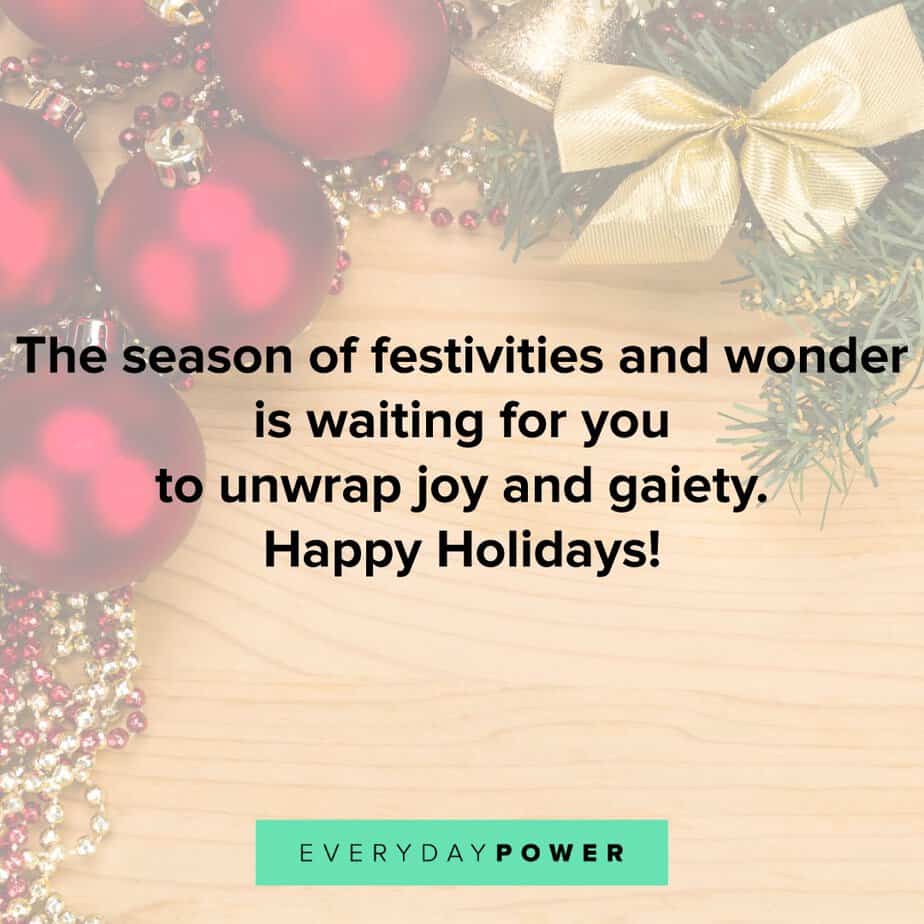 The season of festivities and wonder
is waiting for you
to unwrap joy and gaiety.
Happy Holidays!
EVERYDAYPOWER